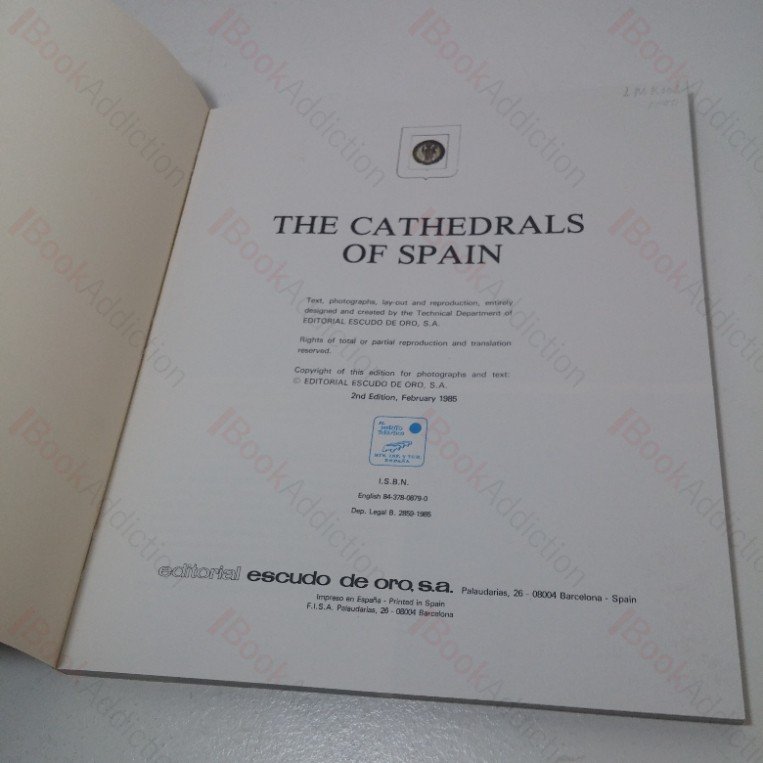 THE CATHEDRALS
OF SPAIN
Text, photographs, lay-out and reproduction, entirely
designed and created by the Technical Department of
EDITORIAL ESCUDO DE ORO, S.A.
Rights of total or partial reproduction and translation
reserved.
Copyright of this edition for photographs and text:
© EDITORIAL ESCUDO DE ORO, S.A.
2nd Edition, February 1985
I.S.B.N.
English 84-378-0879-0
Dep. Legal B. 2859-1985
editorial escudo de oro, s.a. Palaudarias, 26 - 08004 Barcelona - Spain
Impreso en España - Printed in Spain
F.I.S.A. Palaudarias, 26 - 08004 Barcelona
BookAddiction